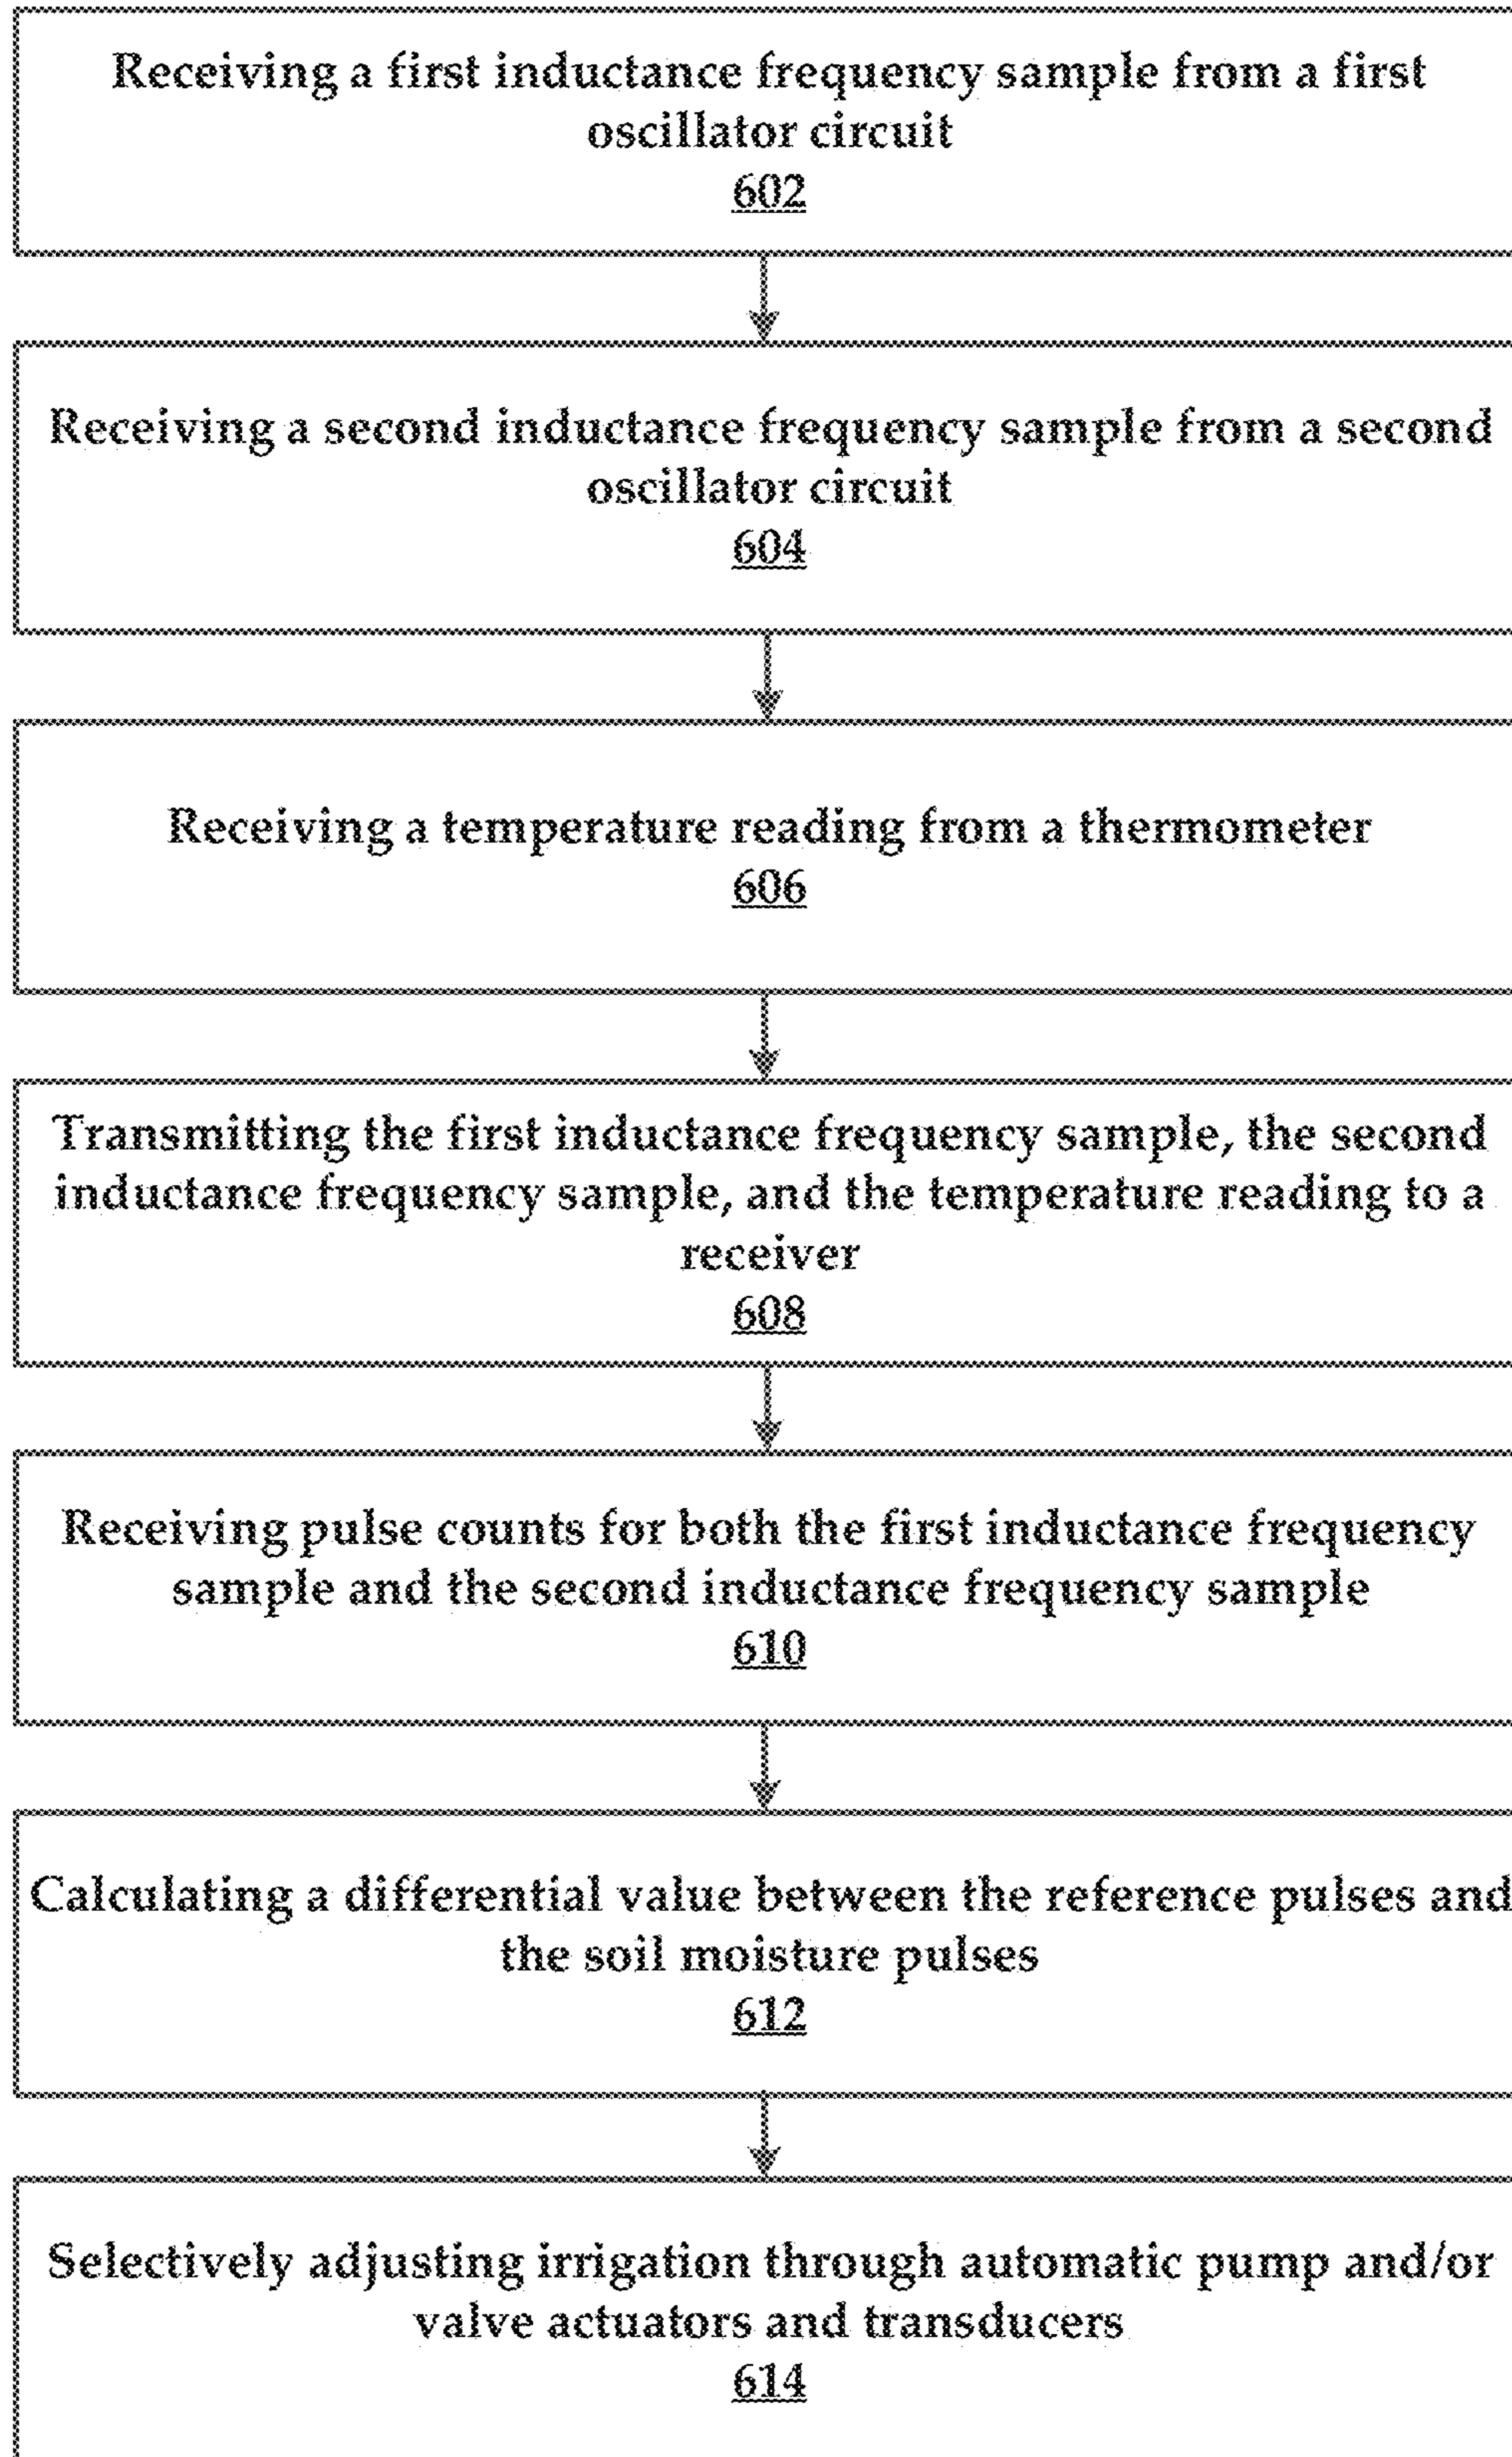 Receiving a first inductance frequency sample from a first
oscillator circuit
602
Receiving a second inductance frequency sample from a second
oscillator circuit
604
Receiving a temperature reading from a thermometer
606
Transmitting the first inductance frequency sample, the second
inductance frequency sample, and the temperature reading to a
receiver
608
Receiving pulse counts for both the first inductance frequency
sample and the second inductance frequency sample
610
Calculating a differential value between the reference pulses and
the soil moisture pulses
612
Selectively adjusting irrigation through automatic pump and/or
valve actuators and transducers
614